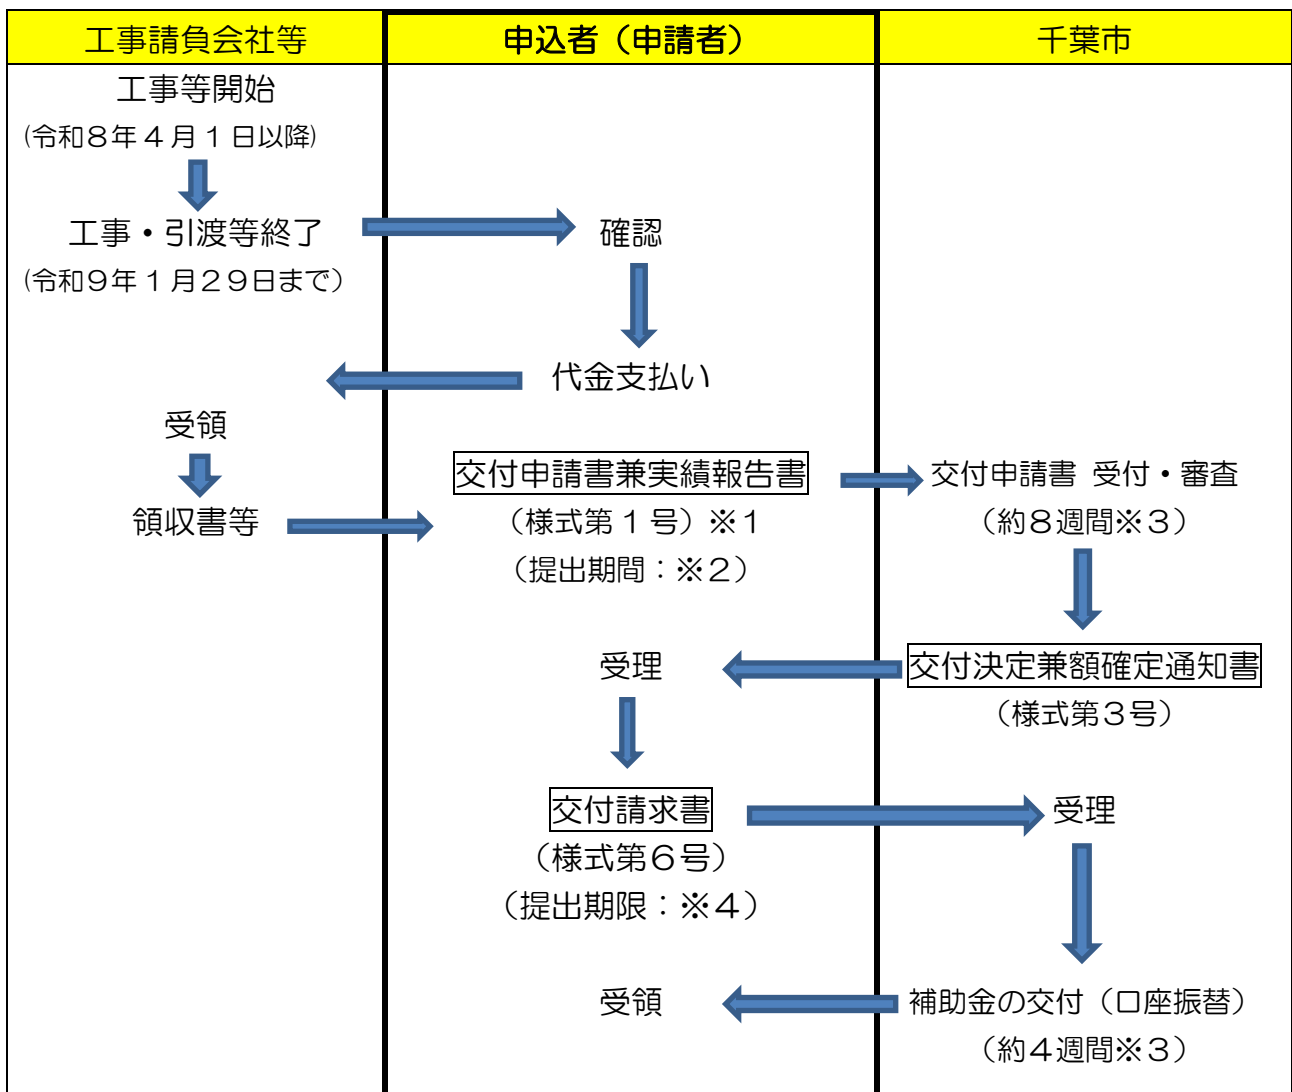 工事請負会社等 申込者（申請者） 千葉市
工事等開始
(令和８年４月１日以降)
工事・引渡等終了 確認
(令和９年１月２９日まで）
代金支払い
受領
交付申請書兼実績報告書 交付申請書 受付・審査
領収書等 （様式第１号）※１ （約８週間※３）
（提出期間：※２）
受理 交付決定兼額確定通知書
（様式第３号）
交付請求書 受理
（様式第６号）
（提出期限：※４）
受領 補助金の交付（口座振替）
（約４週間※３）